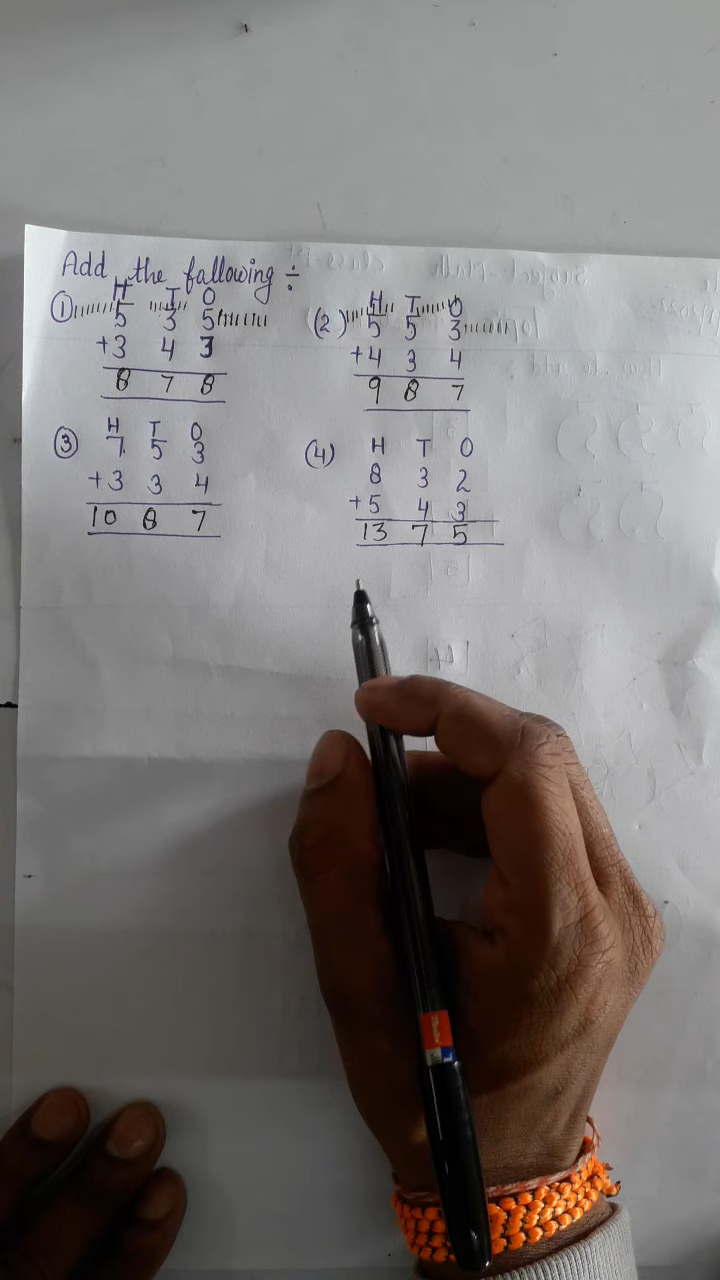 Add the fallowing ÷
① H T O
5 3 5
+3 4 3
8 7 8
(2) H T O
5 5 3
+4 3 4
9 8 7
③ H T O
7 5 3
+3 3 4
10 8 7
(4) H T O
8 3 2
+5 4 3
13 7 5